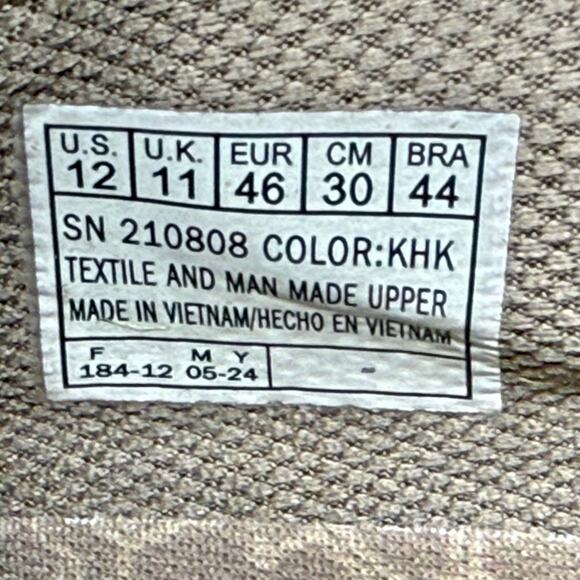 U.S. U.K. EUR CM BRA
12 11 46 30 44
SN 210808 COLOR:KHK
TEXTILE AND MAN MADE UPPER
MADE IN VIETNAM/HECHO EN VIETNAM
F M Y
184-12 05-24 -